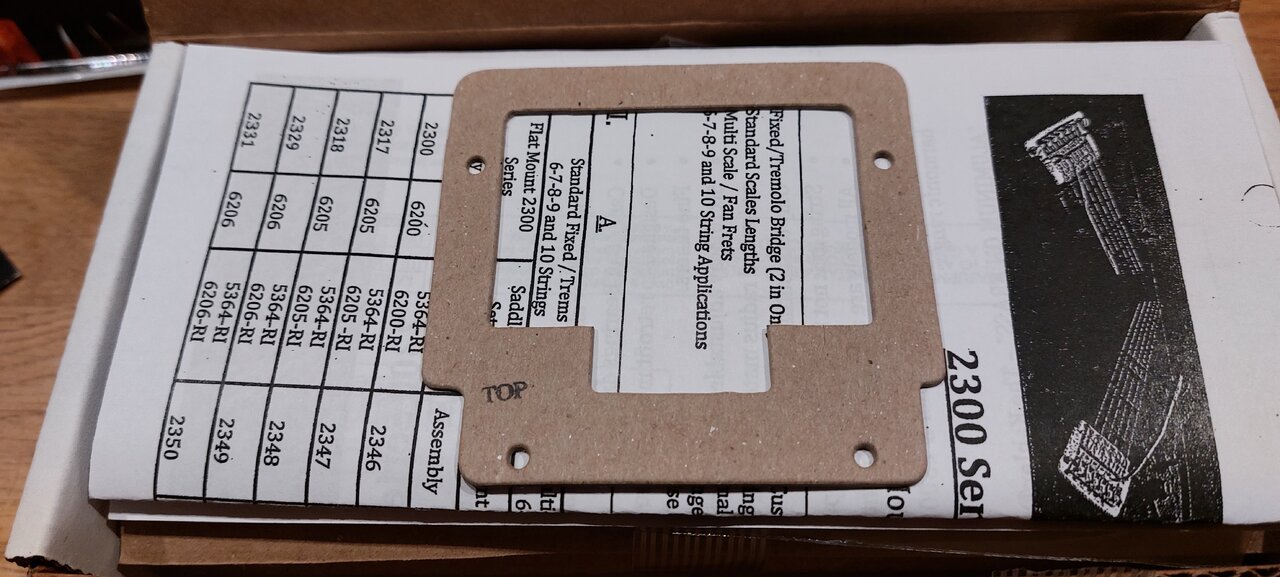 TOP
2300 Ser
Fixed/Tremolo Bridge (2 in On
Standard Scales Lengths
Multi Scale / Fan Frets
6-7-8-9 and 10 String Applications
I.
A.
Standard Fixed / Trems
6-7-8-9 and 10 Strings
Flat Mount 2300
Series
Saddl
Assembly
2300 6200 5364-RI
6200-RI 2346
2317 6205 5364-RI
6205 -RI 2347
2318 6205 5364-RI
6205-RI 2348
2329 6206 5364-RI
6206-RI 2349
2331 6206 5364-RI
6206-RI 2350